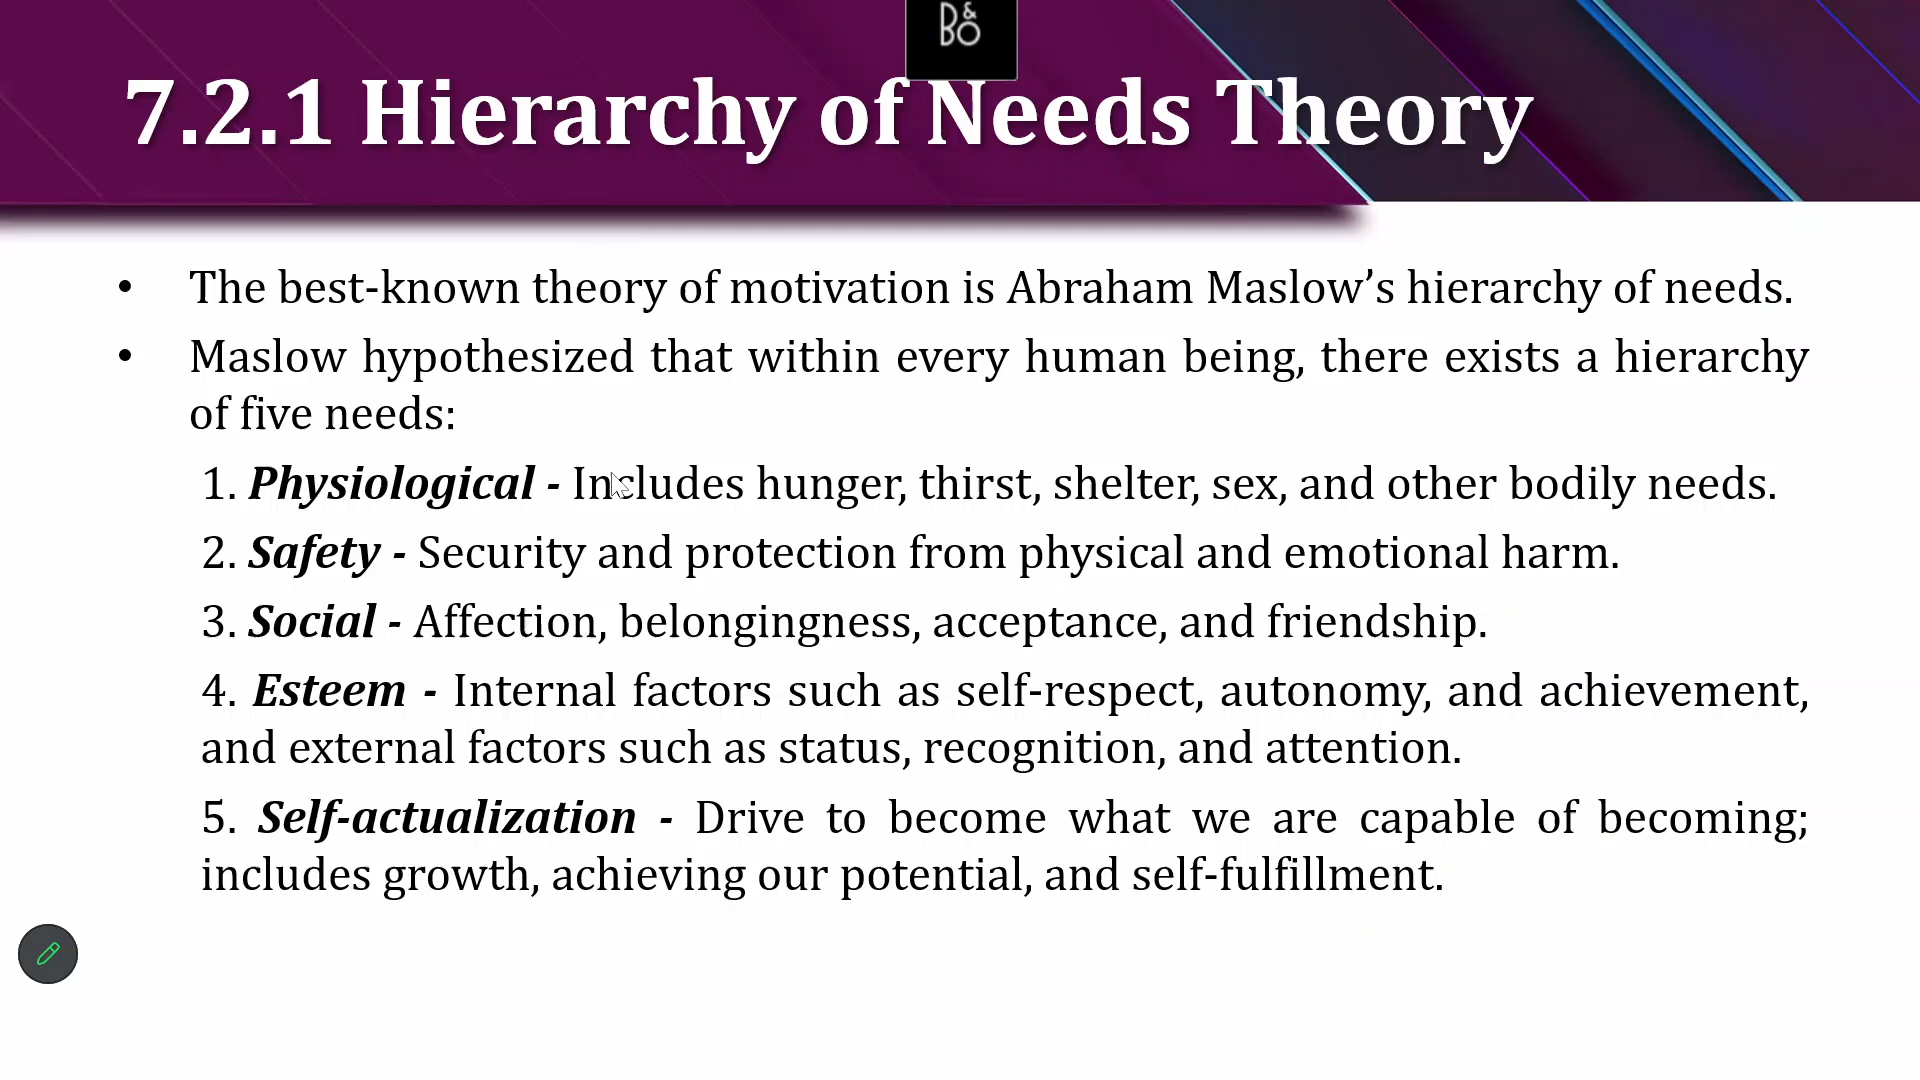 B&
BO
7.2.1 Hierarchy of Needs Theory
• The best-known theory of motivation is Abraham Maslow’s hierarchy of needs.
• Maslow hypothesized that within every human being, there exists a hierarchy
of five needs:
1. Physiological - Includes hunger, thirst, shelter, sex, and other bodily needs.
2. Safety - Security and protection from physical and emotional harm.
3. Social - Affection, belongingness, acceptance, and friendship.
4. Esteem - Internal factors such as self-respect, autonomy, and achievement,
and external factors such as status, recognition, and attention.
5. Self-actualization - Drive to become what we are capable of becoming;
includes growth, achieving our potential, and self-fulfillment.